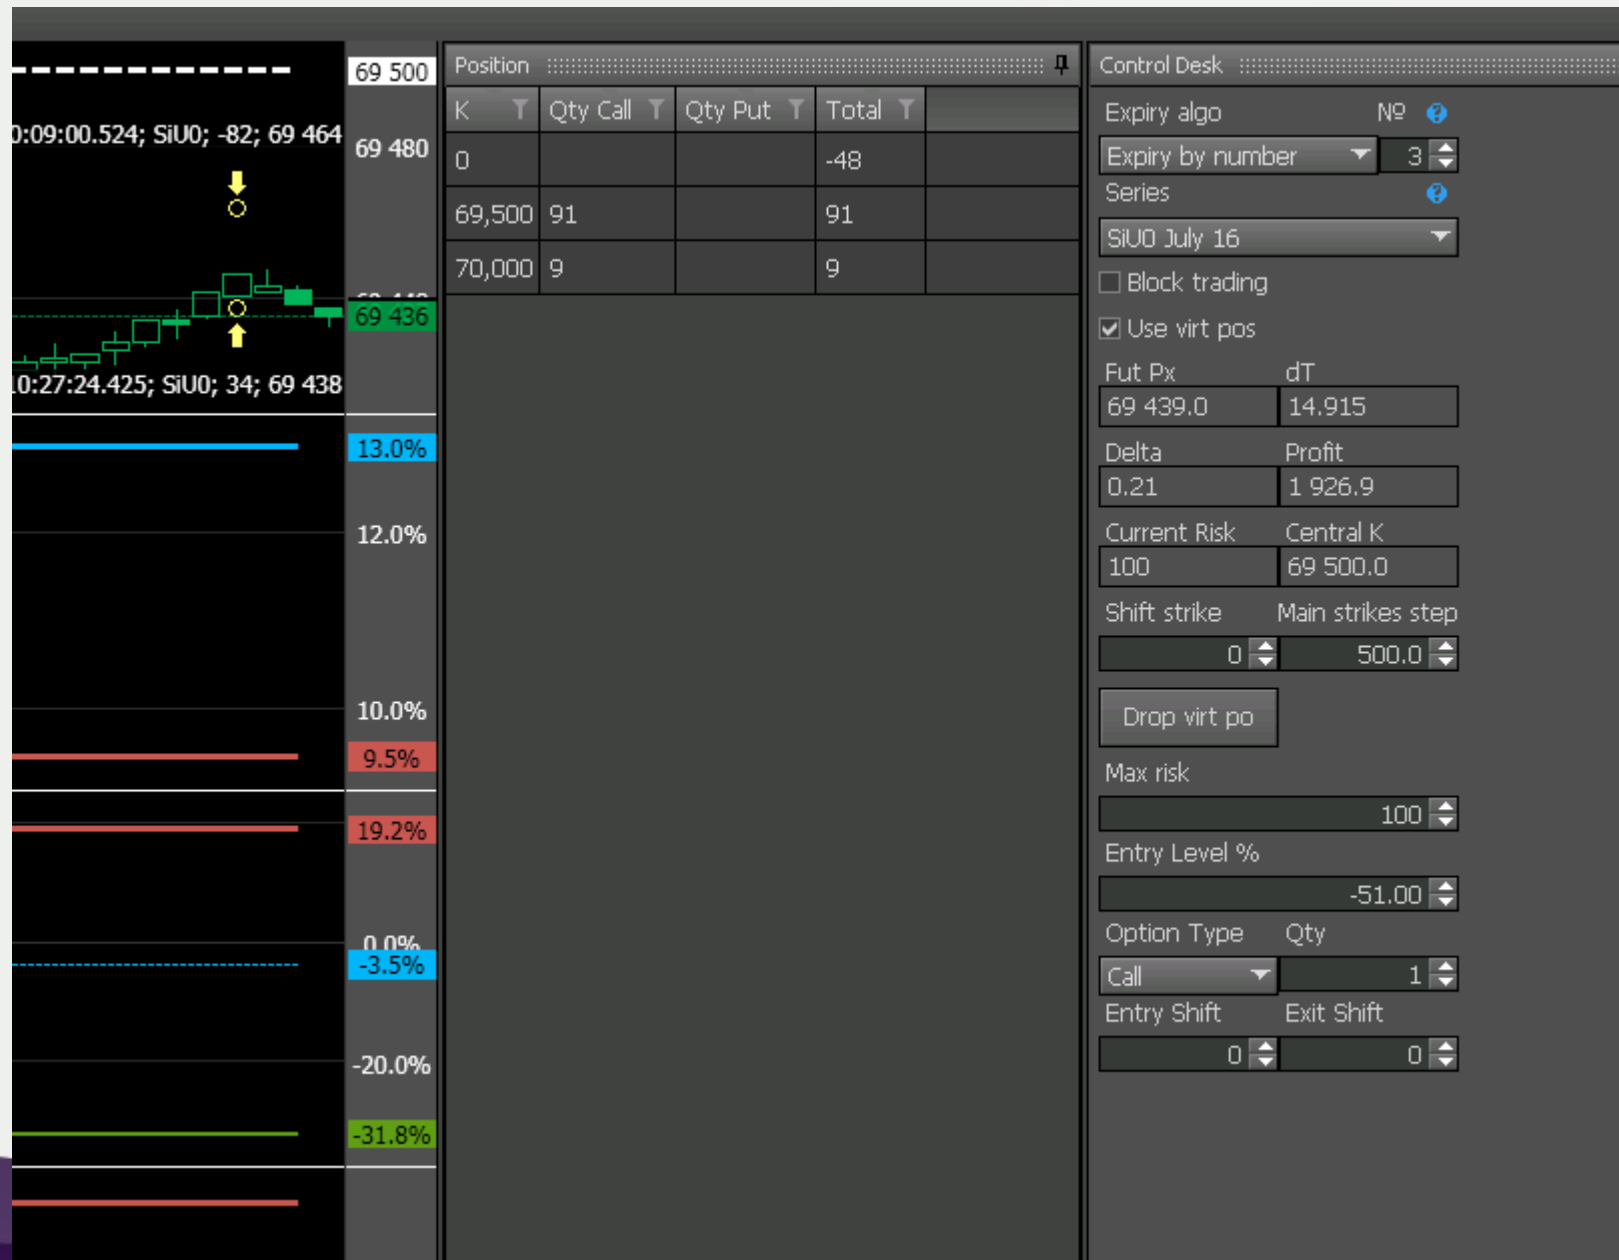 69 500
0:09:00.524; SiU0; -82; 69 464
69 480
69 436
10:27:24.425; SiU0; 34; 69 438
13.0%
12.0%
10.0%
9.5%
19.2%
0.0%
-3.5%
-20.0%
-31.8%
Position
K Qty Call Qty Put Total
0 -48
69,500 91 91
70,000 9 9
Control Desk
Expiry algo Nº
Expiry by number 3
Series
SiU0 July 16
Block trading
Use virt pos
Fut Px dT
69 439.0 14.915
Delta Profit
0.21 1 926.9
Current Risk Central K
100 69 500.0
Shift strike Main strikes step
0 500.0
Drop virt po
Max risk
100
Entry Level %
-51.00
Option Type Qty
Call 1
Entry Shift Exit Shift
0 0